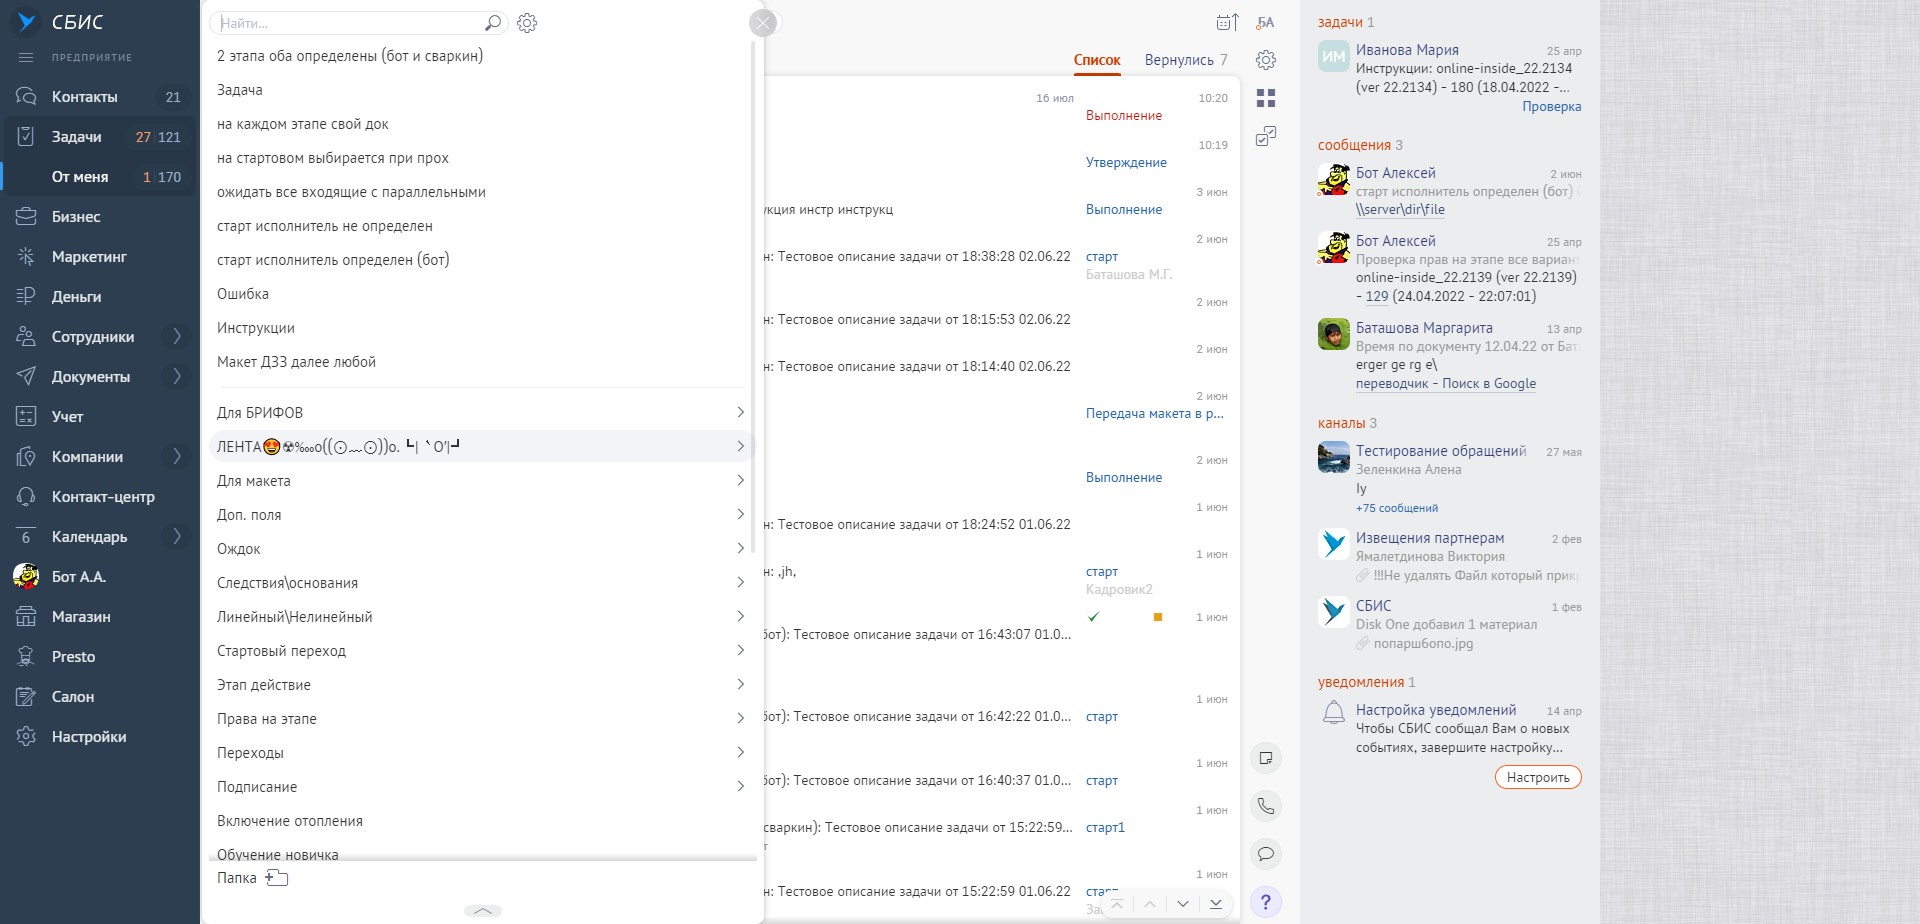 СБИС
ПРЕДПРИЯТИЕ
Контакты 21
Задачи 27 121
От меня 1 170
Бизнес
Маркетинг
Деньги
Сотрудники
Документы
Учет
Компании
Контакт-центр
6 Календарь
Бот А.А.
Магазин
Presto
Салон
Настройки
Найти...
2 этапа оба определены (бот и сваркин)
Задача
на каждом этапе свой док
на стартовом выбирается при прох
ожидать все входящие с параллельными
старт исполнитель не определен
старт исполнитель определен (бот)
Ошибка
Инструкции
Макет ДЗЗ далее любой
Для БРИФОВ
ЛЕНТА😍☢%‰o((⊙﹏⊙))o. ┗|｀O′|┛
Для макета
Доп. поля
Ождок
Следствия\основания
Линейный\Нелинейный
Стартовый переход
Этап действие
Права на этапе
Переходы
Подписание
Включение отопления
Обучение новичка
Папка
БА
Список Вернулись 7
16 июл 10:20
Выполнение
10:19
Утверждение
3 июн
укция инстр инструкц Выполнение
2 июн
н: Тестовое описание задачи от 18:38:28 02.06.22 старт
Баташова М.Г.
2 июн
н: Тестовое описание задачи от 18:15:53 02.06.22
2 июн
н: Тестовое описание задачи от 18:14:40 02.06.22
2 июн
Передача макета в р...
2 июн
Выполнение
1 июн
н: Тестовое описание задачи от 18:24:52 01.06.22
1 июн
н: ,jh, старт
Кадровик2
1 июн
бот): Тестовое описание задачи от 16:43:07 01.0...
1 июн
бот): Тестовое описание задачи от 16:42:22 01.0... старт
1 июн
бот): Тестовое описание задачи от 16:40:37 01.0... старт
1 июн
сваркин): Тестовое описание задачи от 15:22:59... старт1
т
1 июн
н: Тестовое описание задачи от 15:22:59 01.06.22 старт
За
?
задачи 1
ИМ Иванова Мария 25 апр
Инструкции: online-inside_22.2134
(ver 22.2134) - 180 (18.04.2022 -...
Проверка
сообщения 3
Бот Алексей 2 июн
старт исполнитель определен (бот)
\\server\dir\file
Бот Алексей 25 апр
Проверка прав на этапе все вариант
online-inside_22.2139 (ver 22.2139)
- 129 (24.04.2022 - 22:07:01)
Баташова Маргарита 13 апр
Время по документу 12.04.22 от Бата
erger ge rg e\
переводчик - Поиск в Google
каналы 3
Тестирование обращений 27 мая
Зеленкина Алена
Iy
+75 сообщений
Извещения партнерам 2 фев
Ямалетдинова Виктория
!!!Не удалять Файл который прик
СБИС 1 фев
Disk One добавил 1 материал
попарш6опо.jpg
уведомления 1
Настройка уведомлений 14 апр
Чтобы СБИС сообщал Вам о новых
событиях, завершите настройку...
Настроить